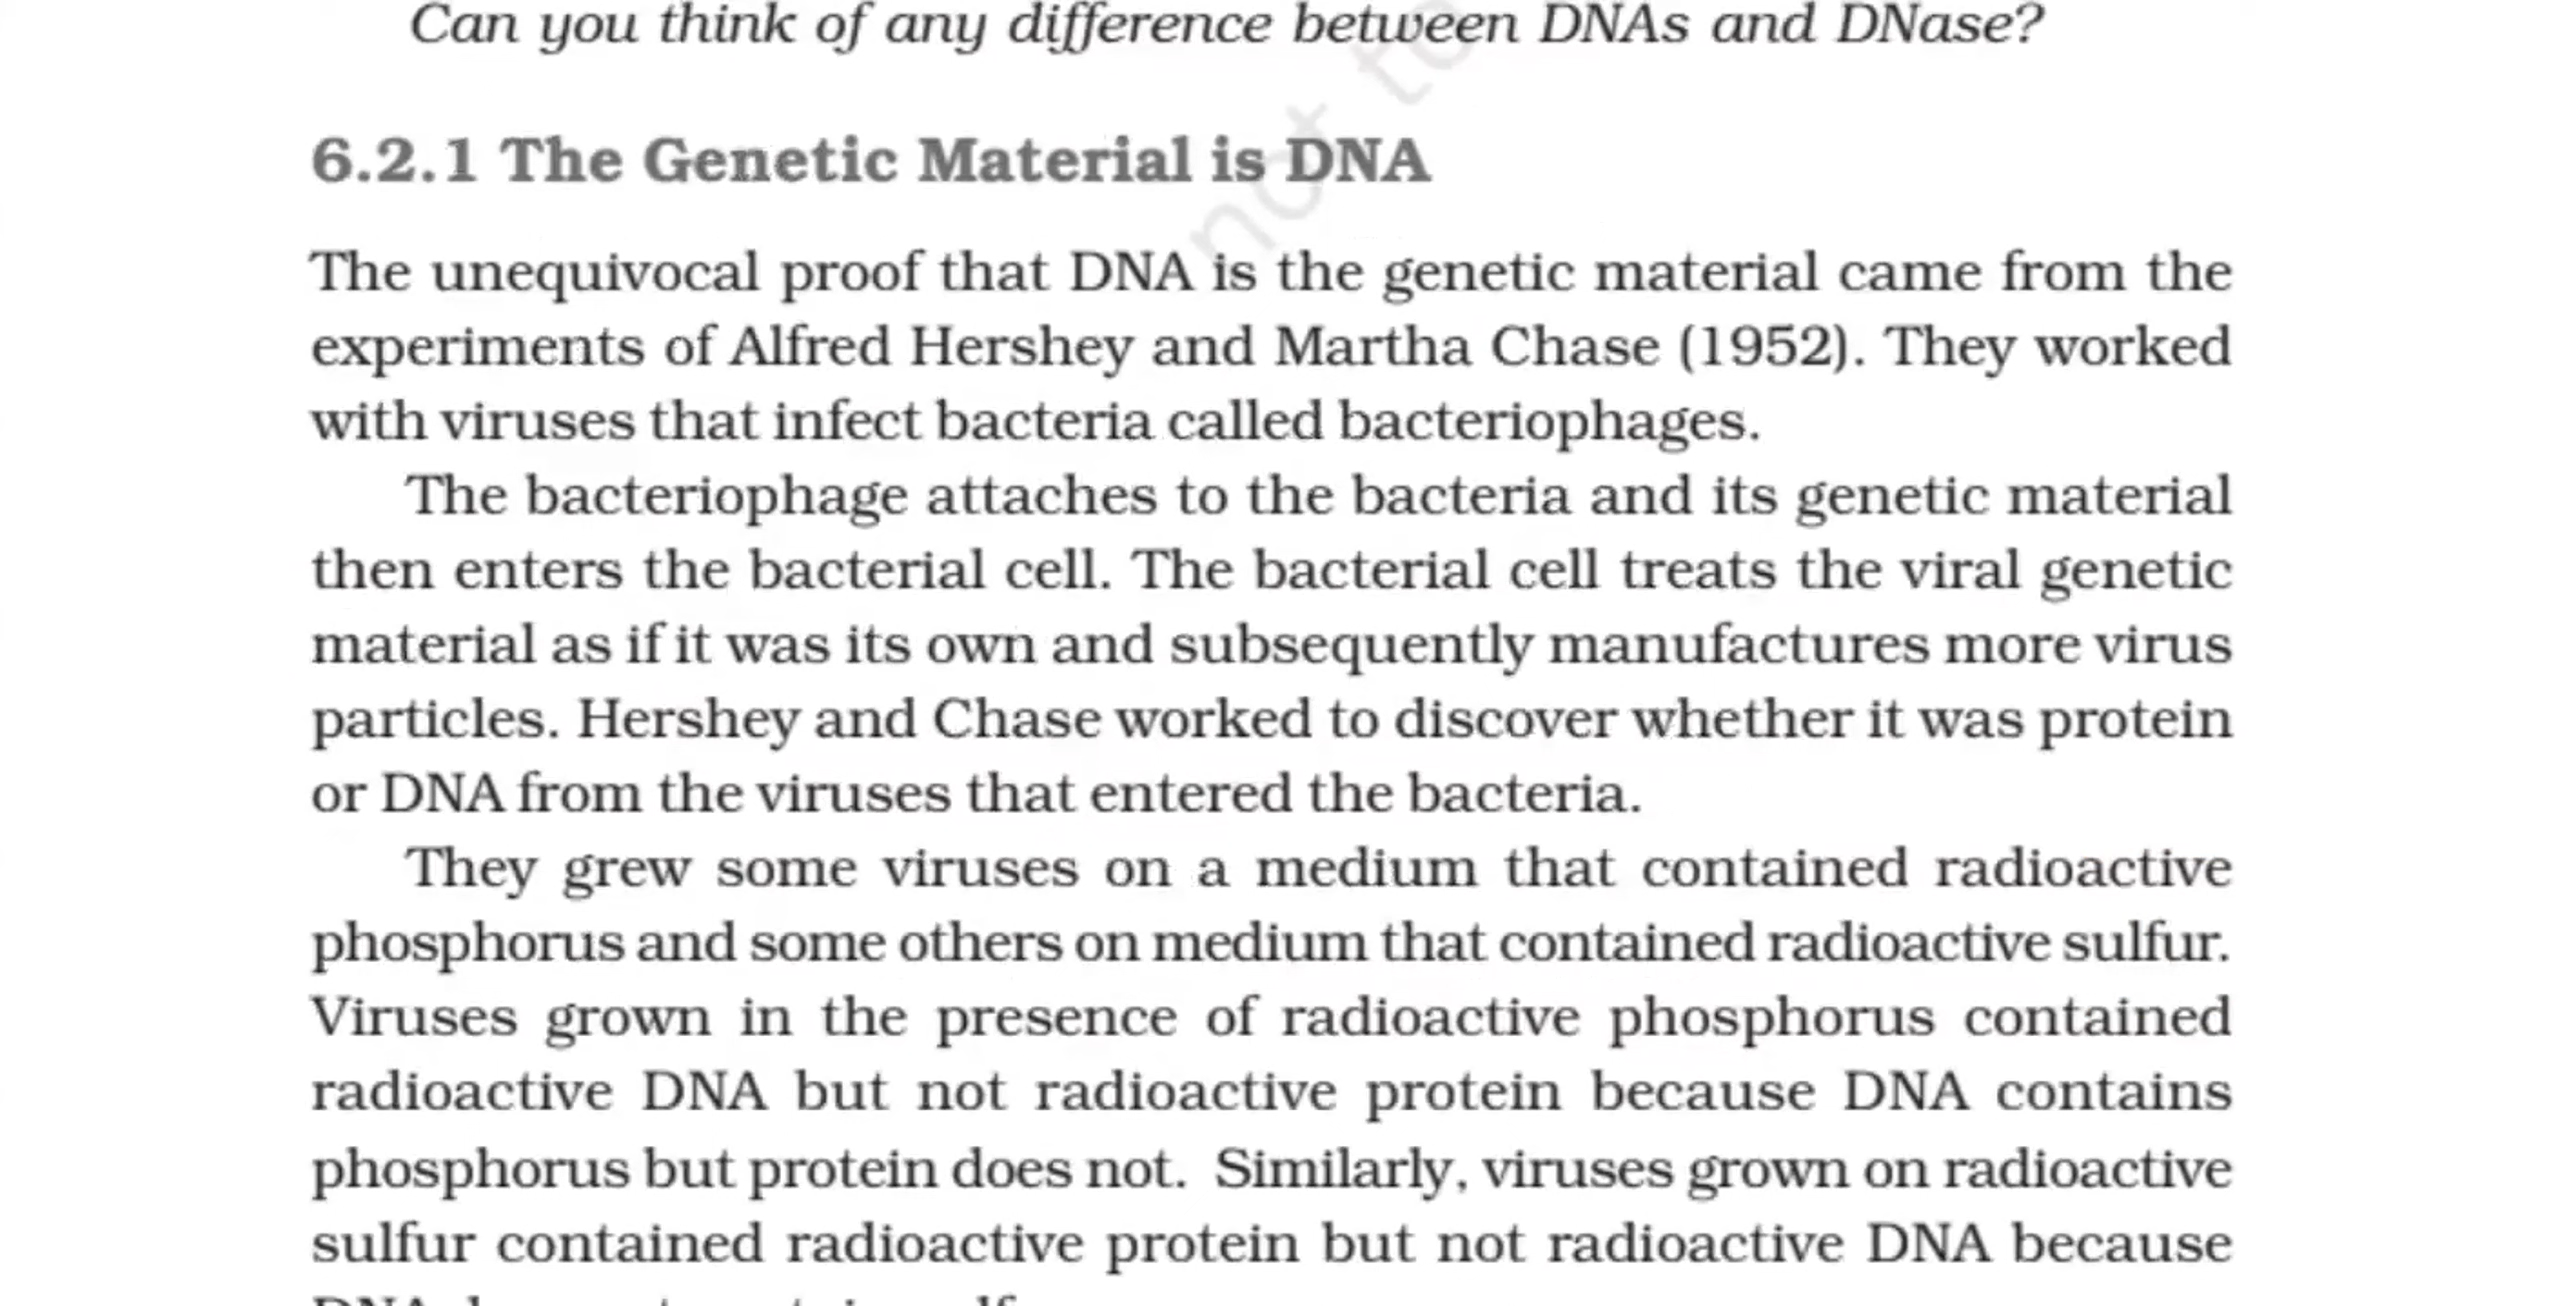 Can you think of any difference between DNAs and DNase?
not to
6.2.1 The Genetic Material is DNA
The unequivocal proof that DNA is the genetic material came from the
experiments of Alfred Hershey and Martha Chase (1952). They worked
with viruses that infect bacteria called bacteriophages.
The bacteriophage attaches to the bacteria and its genetic material
then enters the bacterial cell. The bacterial cell treats the viral genetic
material as if it was its own and subsequently manufactures more virus
particles. Hershey and Chase worked to discover whether it was protein
or DNA from the viruses that entered the bacteria.
They grew some viruses on a medium that contained radioactive
phosphorus and some others on medium that contained radioactive sulfur.
Viruses grown in the presence of radioactive phosphorus contained
radioactive DNA but not radioactive protein because DNA contains
phosphorus but protein does not. Similarly, viruses grown on radioactive
sulfur contained radioactive protein but not radioactive DNA because